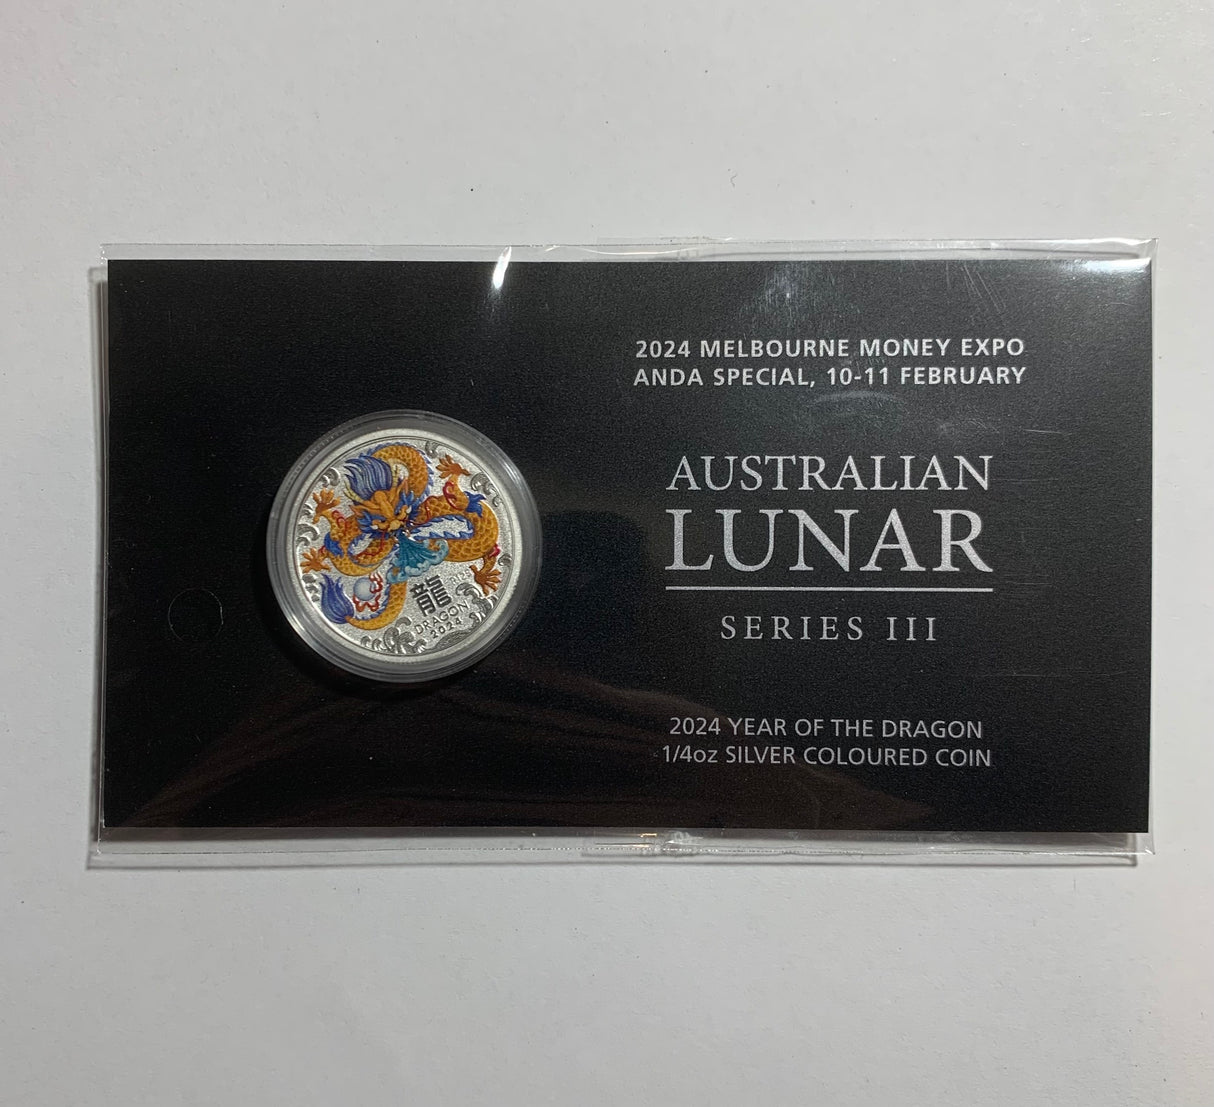 2024 MELBOURNE MONEY EXPO
ANDA SPECIAL, 10-11 FEBRUARY
AUSTRALIAN
LUNAR
SERIES III
2024 YEAR OF THE DRAGON
1/4oz SILVER COLOURED COIN
龍
DRAGON
2024